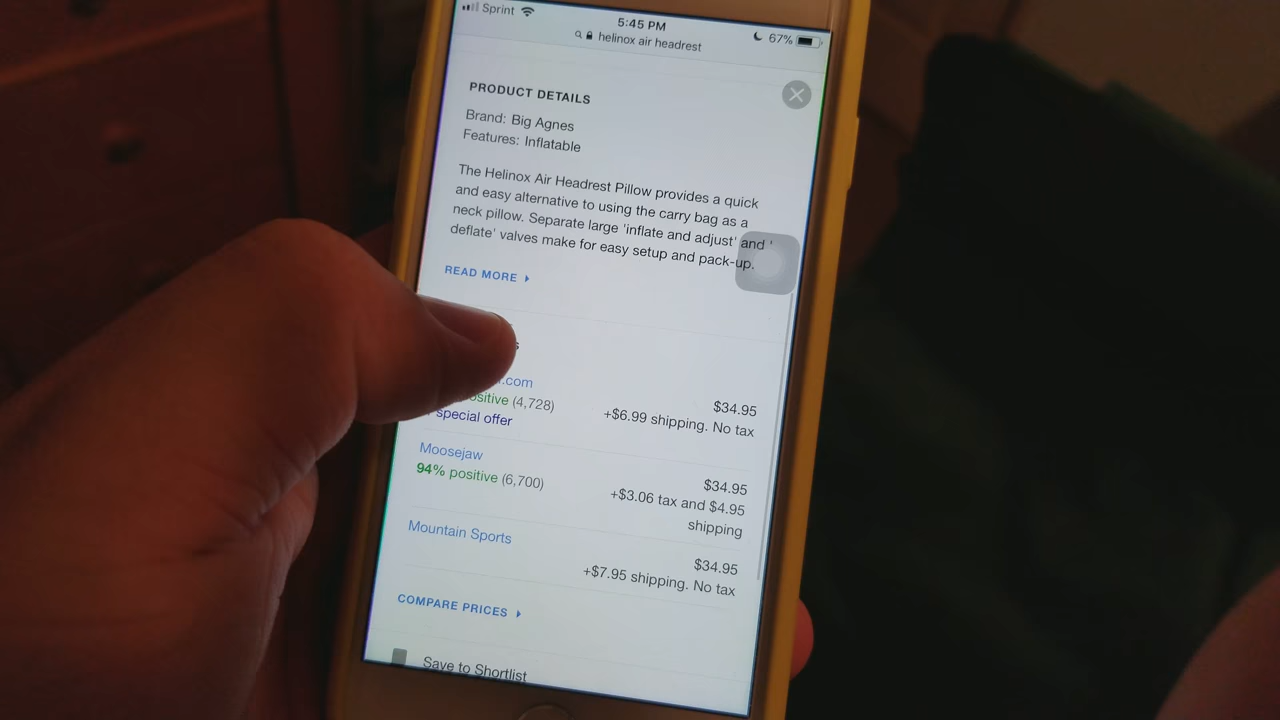 Sprint
5:45 PM
67%
helinox air headrest
PRODUCT DETAILS
Brand: Big Agnes
Features: Inflatable
The Helinox Air Headrest Pillow provides a quick
and easy alternative to using the carry bag as a
neck pillow. Separate large 'inflate and adjust' and '
deflate' valves make for easy setup and pack-up.
READ MORE
.com
$34.95
ositive (4,728)
+$6.99 shipping. No tax
special offer
Moosejaw
$34.95
94% positive (6,700)
+$3.06 tax and $4.95
shipping
Mountain Sports
$34.95
+$7.95 shipping. No tax
COMPARE PRICES
Save to Shortlist